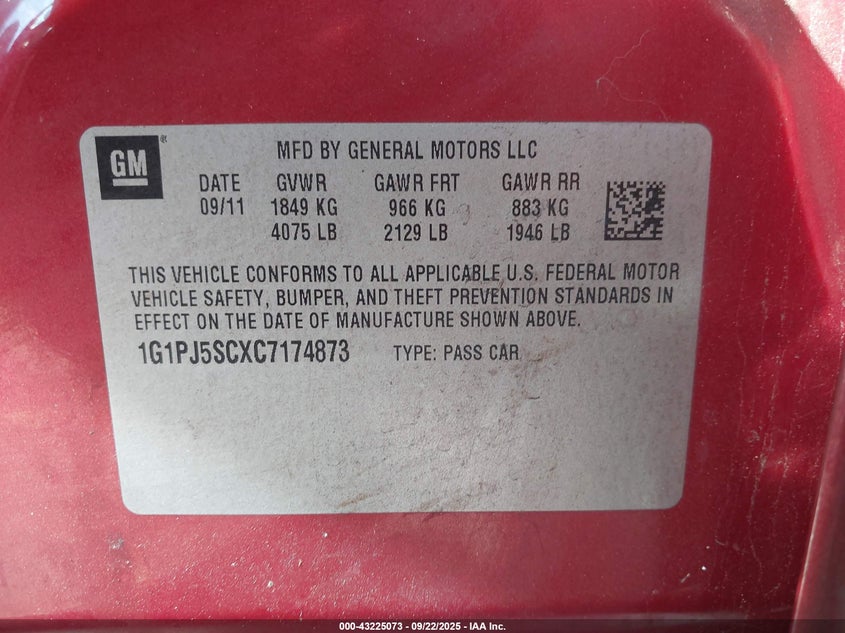 GM ®
MFD BY GENERAL MOTORS LLC
DATE GVWR GAWR FRT GAWR RR
09/11 1849 KG 966 KG 883 KG
4075 LB 2129 LB 1946 LB
THIS VEHICLE CONFORMS TO ALL APPLICABLE U.S. FEDERAL MOTOR
VEHICLE SAFETY, BUMPER, AND THEFT PREVENTION STANDARDS IN
EFFECT ON THE DATE OF MANUFACTURE SHOWN ABOVE.
1G1PJ5SCXC7174873 TYPE: PASS CAR
000-43225073 - 09/22/2025 - IAA Inc.